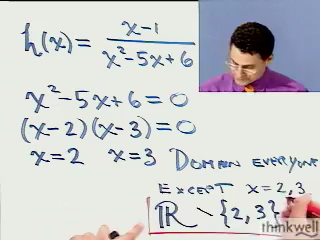 h(x) = x-1 / x²-5x+6
x²-5x+6=0
(x-2)(x-3)=0
x=2 x=3 DOMAIN EVERYONE
EXCEPT x=2,3
ℝ \ {2,3}
thinkwell